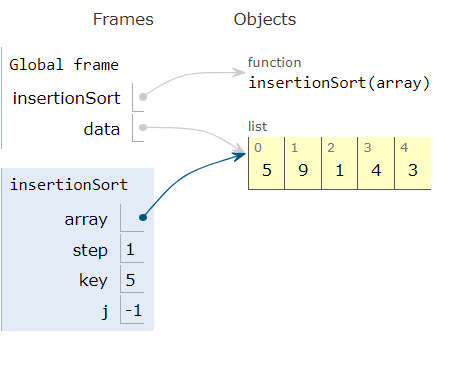 Frames Objects
Global frame
insertionSort
data
function
insertionSort(array)
list
0 1 2 3 4
5 9 1 4 3
insertionSort
array
step 1
key 5
j -1